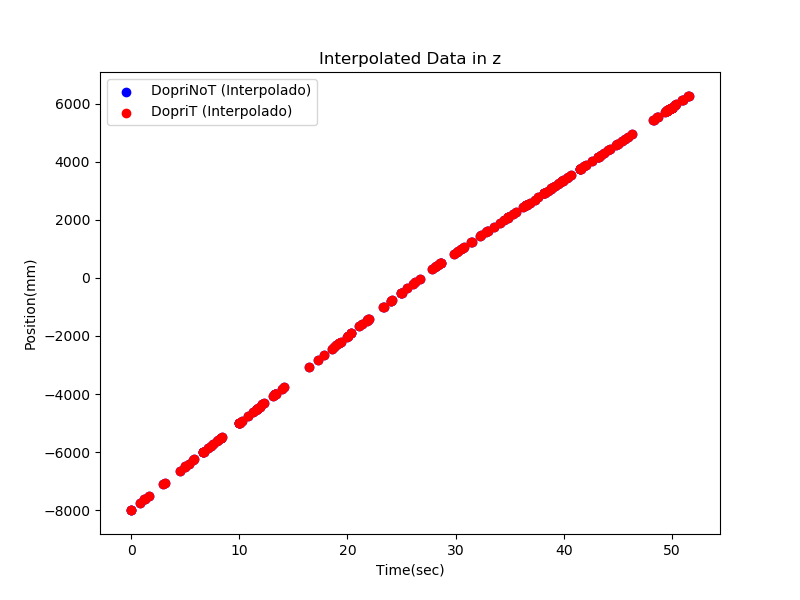 Interpolated Data in z
DopriNoT (Interpolado)
DopriT (Interpolado)
Position(mm)
6000
4000
2000
0
−2000
−4000
−6000
−8000
0 10 20 30 40 50
Time(sec)